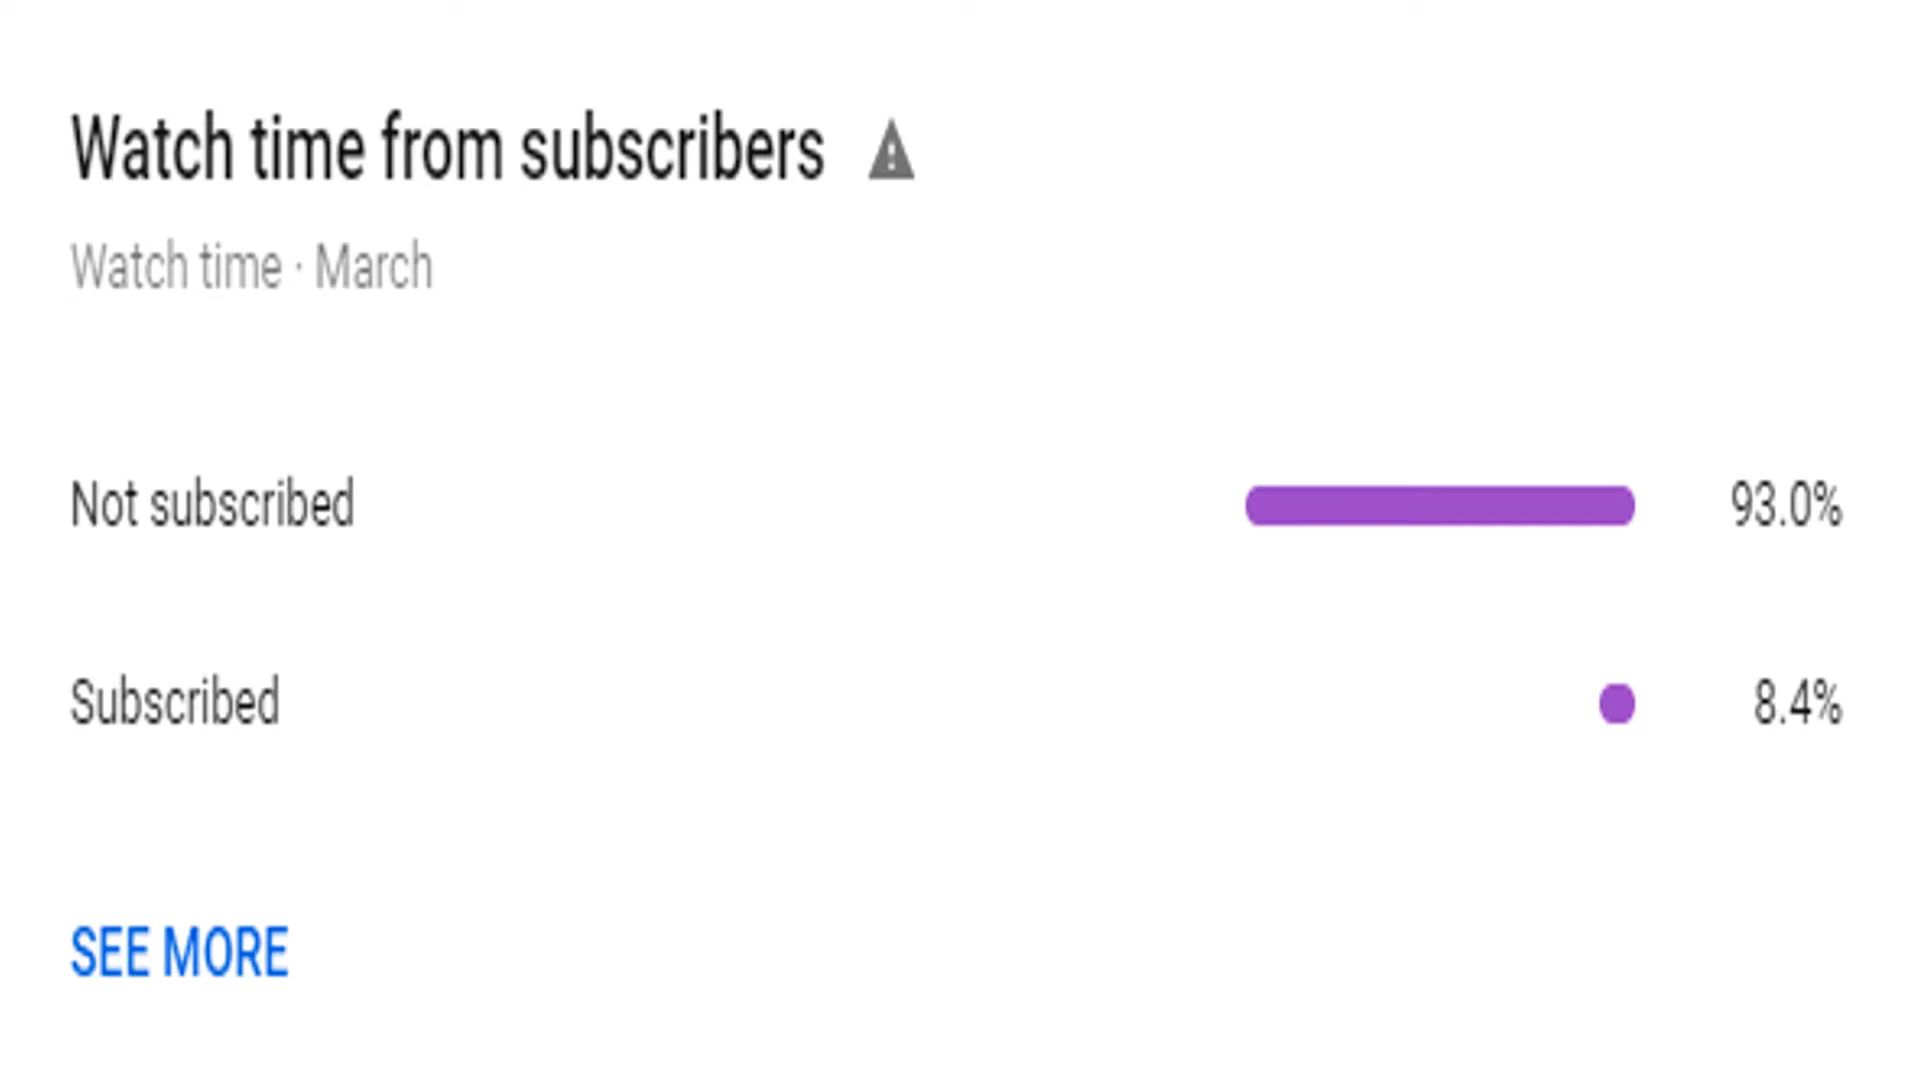 Watch time from subscribers
Watch time · March
Not subscribed 93.0%
Subscribed 8.4%
SEE MORE